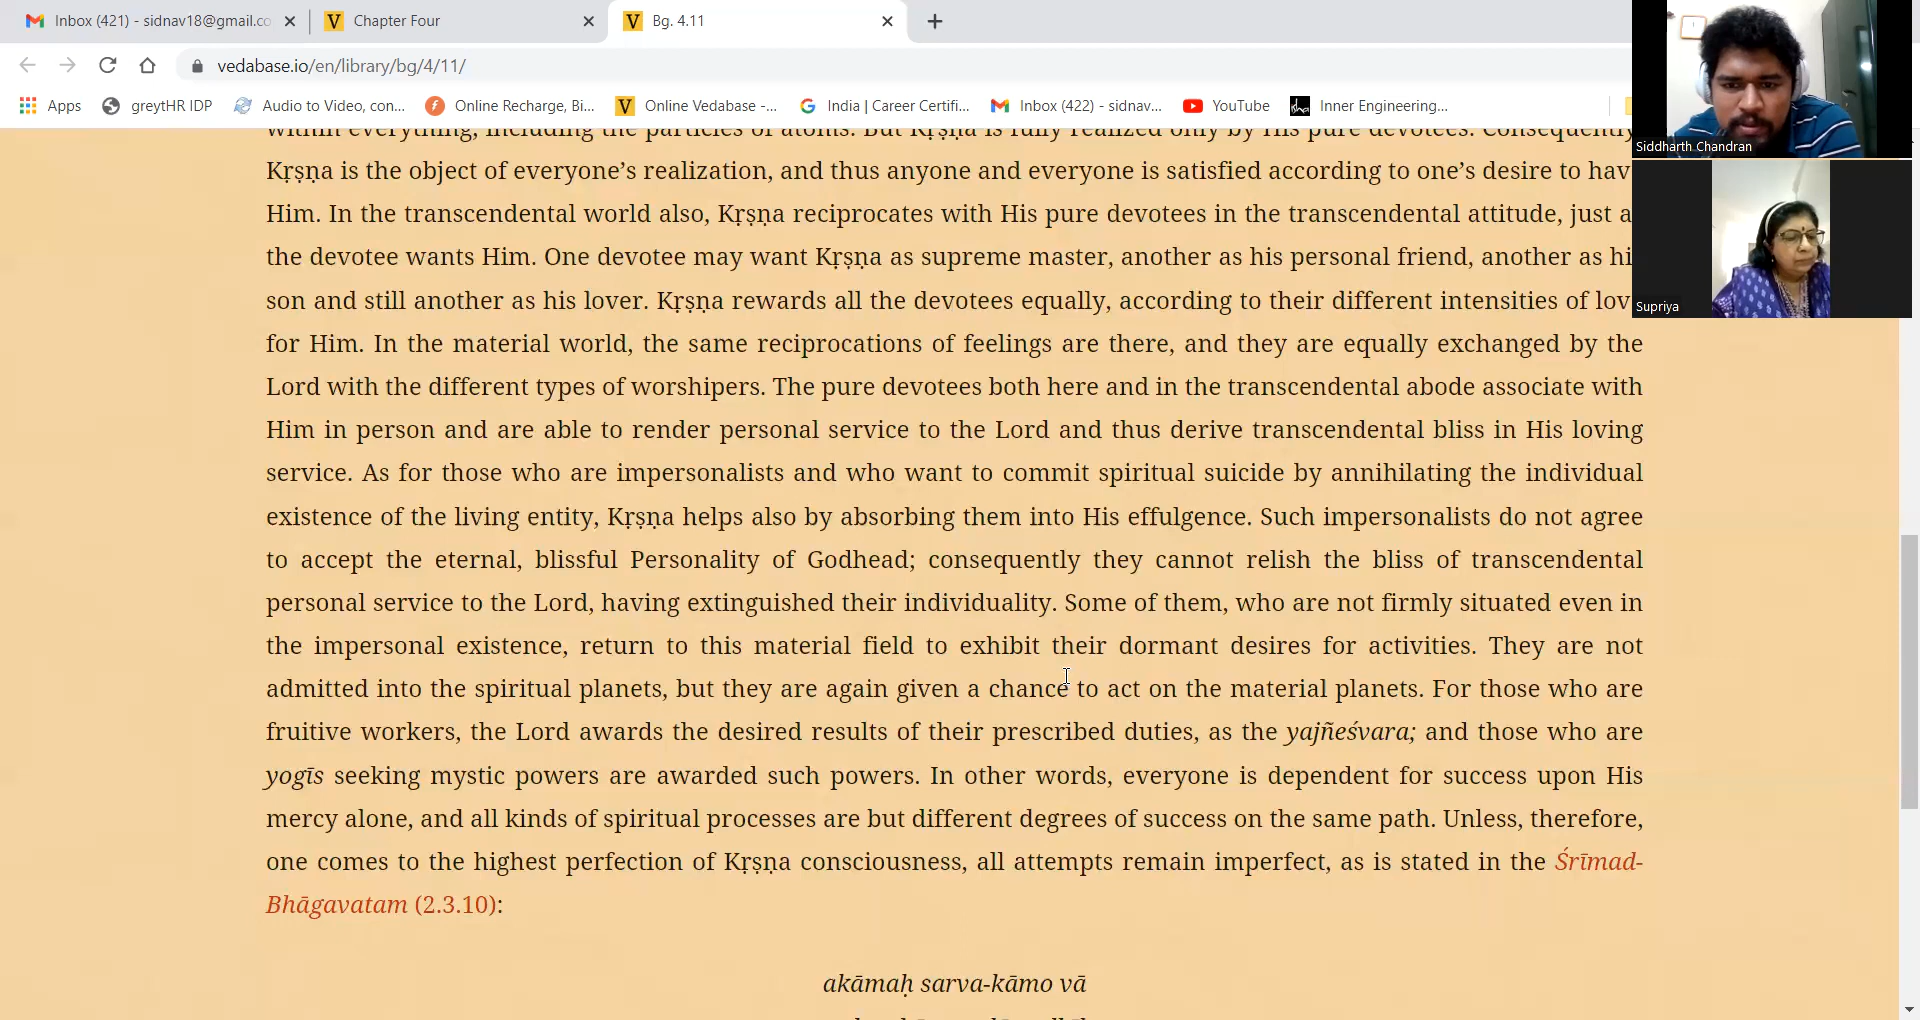 Inbox (421) - sidnav18@gmail.co
Chapter Four
Bg. 4.11
vedabase.io/en/library/bg/4/11/
Apps greytHR IDP Audio to Video, con... Online Recharge, Bi... Online Vedabase -... India | Career Certifi... Inbox (422) - sidnav... YouTube Inner Engineering...
Siddharth Chandran
Supriya
within everything, including the particles of atoms. But Kṛṣṇa is fully realized only by His pure devotees. Consequently
Kṛṣṇa is the object of everyone’s realization, and thus anyone and everyone is satisfied according to one’s desire to hav
Him. In the transcendental world also, Kṛṣṇa reciprocates with His pure devotees in the transcendental attitude, just a
the devotee wants Him. One devotee may want Kṛṣṇa as supreme master, another as his personal friend, another as hi
son and still another as his lover. Kṛṣṇa rewards all the devotees equally, according to their different intensities of lov
for Him. In the material world, the same reciprocations of feelings are there, and they are equally exchanged by the
Lord with the different types of worshipers. The pure devotees both here and in the transcendental abode associate with
Him in person and are able to render personal service to the Lord and thus derive transcendental bliss in His loving
service. As for those who are impersonalists and who want to commit spiritual suicide by annihilating the individual
existence of the living entity, Kṛṣṇa helps also by absorbing them into His effulgence. Such impersonalists do not agree
to accept the eternal, blissful Personality of Godhead; consequently they cannot relish the bliss of transcendental
personal service to the Lord, having extinguished their individuality. Some of them, who are not firmly situated even in
the impersonal existence, return to this material field to exhibit their dormant desires for activities. They are not
admitted into the spiritual planets, but they are again given a chance to act on the material planets. For those who are
fruitive workers, the Lord awards the desired results of their prescribed duties, as the yajñeśvara; and those who are
yogīs seeking mystic powers are awarded such powers. In other words, everyone is dependent for success upon His
mercy alone, and all kinds of spiritual processes are but different degrees of success on the same path. Unless, therefore,
one comes to the highest perfection of Kṛṣṇa consciousness, all attempts remain imperfect, as is stated in the Śrīmad-
Bhāgavatam (2.3.10):
akāmaḥ sarva-kāmo vā